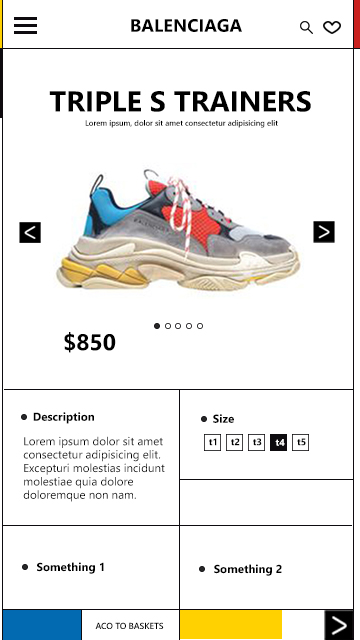 BALENCIAGA
TRIPLE S TRAINERS
Lorem ipsum, dolor sit amet consectetur adipisicing elit
<
>
$850
Description
Lorem ipsum dolor sit amet
consectetur adipisicing elit.
Excepturi molestias incidunt
molestiae quia dolore
doloremque non nam.
Size
t1 t2 t3 t4 t5
Something 1
Something 2
ACO TO BASKETS
>